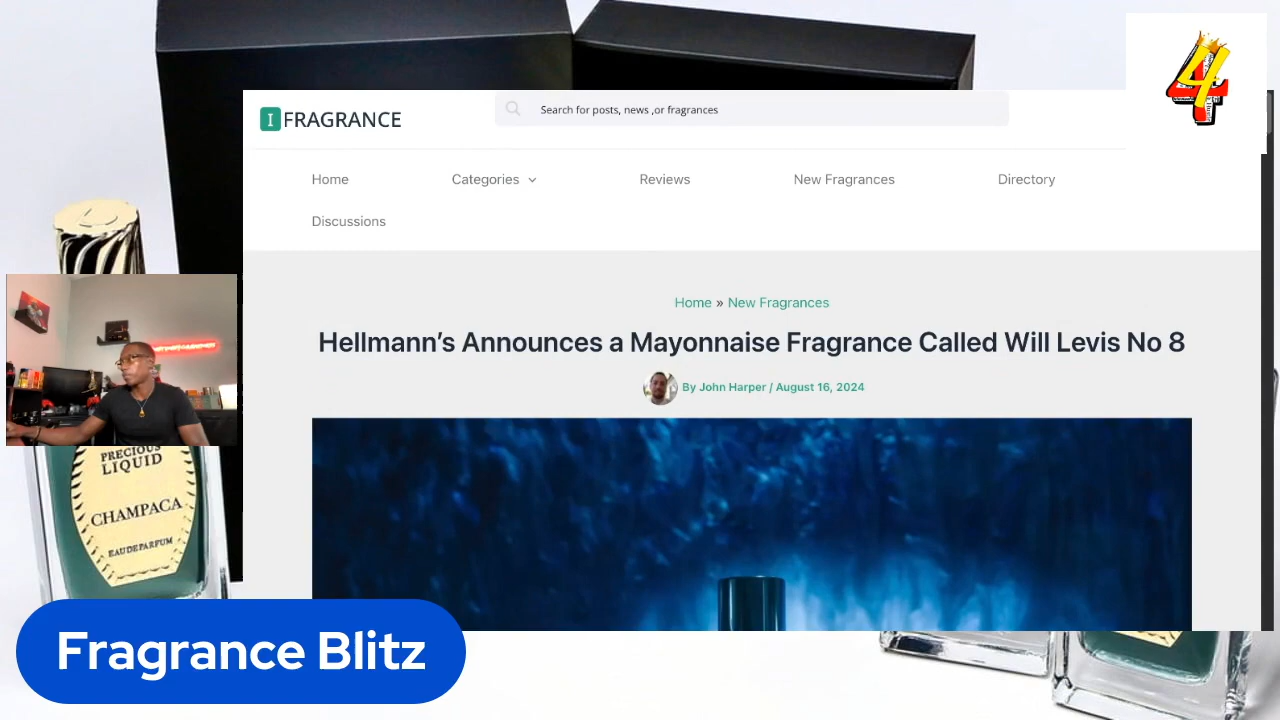 I FRAGRANCE
Search for posts, news ,or fragrances
Home
Categories
Reviews
New Fragrances
Directory
Discussions
Home » New Fragrances
Hellmann’s Announces a Mayonnaise Fragrance Called Will Levis No 8
By John Harper / August 16, 2024
4
PRECIOUS
LIQUID
CHAMPACA
EAU DE PARFUM
Fragrance Blitz